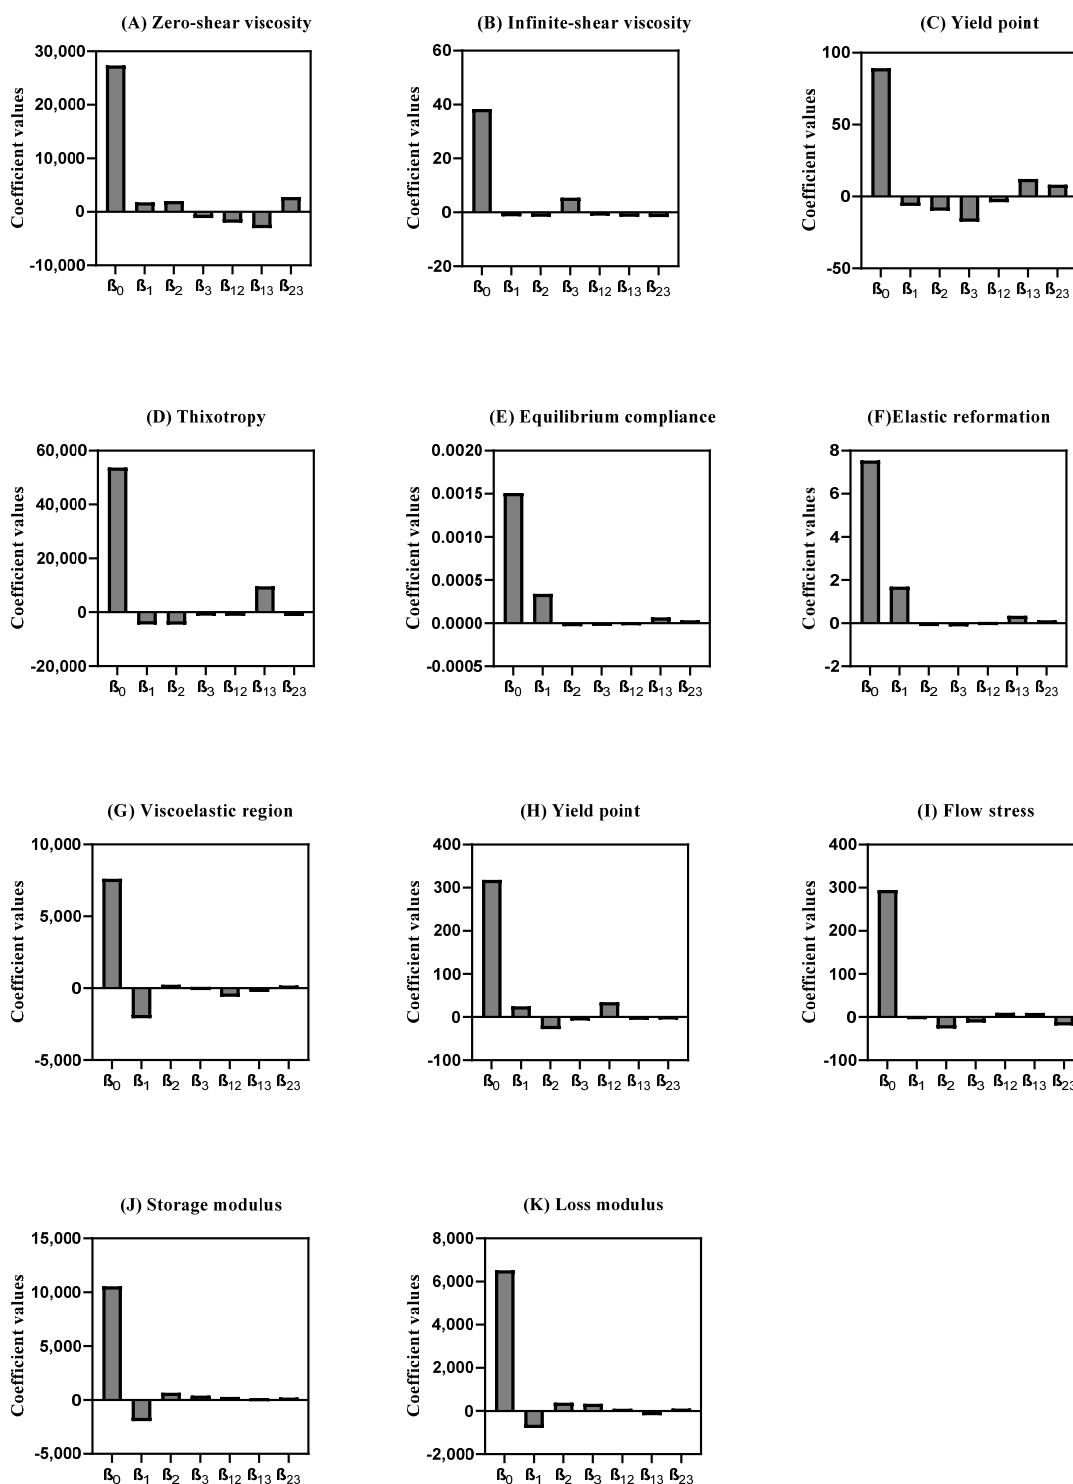 (A) Zero-shear viscosity
Coefficient values
30,000
20,000
10,000
0
-10,000
ß0 ß1 ß2 ß3 ß12 ß13 ß23
(B) Infinite-shear viscosity
Coefficient values
60
40
20
0
-20
ß0 ß1 ß2 ß3 ß12 ß13 ß23
(C) Yield point
Coefficient values
100
50
0
-50
ß0 ß1 ß2 ß3 ß12 ß13 ß23
(D) Thixotropy
Coefficient values
60,000
40,000
20,000
0
-20,000
ß0 ß1 ß2 ß3 ß12 ß13 ß23
(E) Equilibrium compliance
Coefficient values
0.0020
0.0015
0.0010
0.0005
0.0000
-0.0005
ß0 ß1 ß2 ß3 ß12 ß13 ß23
(F)Elastic reformation
Coefficient values
8
6
4
2
0
-2
ß0 ß1 ß2 ß3 ß12 ß13 ß23
(G) Viscoelastic region
Coefficient values
10,000
5,000
0
-5,000
ß0 ß1 ß2 ß3 ß12 ß13 ß23
(H) Yield point
Coefficient values
400
300
200
100
0
-100
ß0 ß1 ß2 ß3 ß12 ß13 ß23
(I) Flow stress
Coefficient values
400
300
200
100
0
-100
ß0 ß1 ß2 ß3 ß12 ß13 ß23
(J) Storage modulus
Coefficient values
15,000
10,000
5,000
0
-5,000
ß0 ß1 ß2 ß3 ß12 ß13 ß23
(K) Loss modulus
Coefficient values
8,000
6,000
4,000
2,000
0
-2,000
ß0 ß1 ß2 ß3 ß12 ß13 ß23